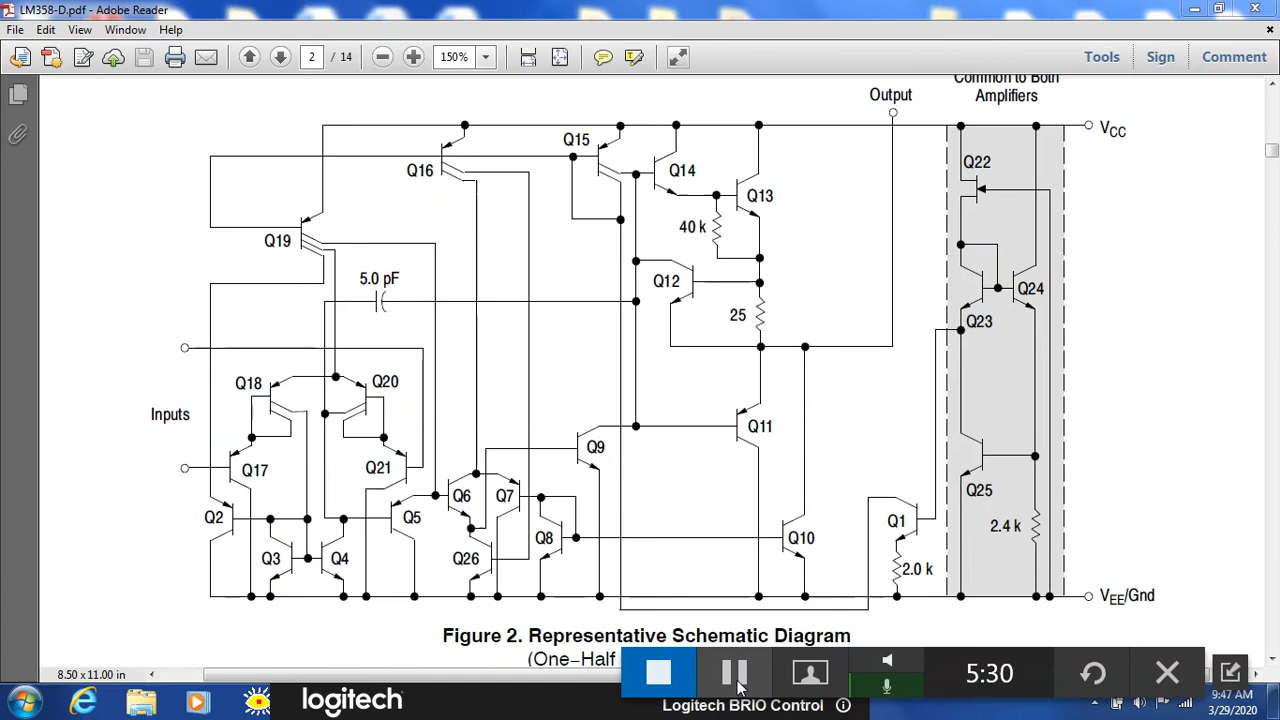 LM358-D.pdf - Adobe Reader
File Edit View Window Help
2 / 14 150% Tools Sign Comment
Common to Both
Amplifiers
Output
VCC
Q15
Q22
Q16
Q14
Q13
40 k
Q19
5.0 pF
Q12
Q24
25
Q23
Q18
Q20
Inputs
Q11
Q9
Q17
Q21
Q6
Q7
Q25
Q2
Q5
Q1
2.4 k
Q8
Q10
Q3
Q4
Q26
2.0 k
VEE/Gnd
Figure 2. Representative Schematic Diagram
(One-Half
8.50 x 11.00 in
5:30
logitech
Logitech BRIO Control
9:47 AM
3/29/2020